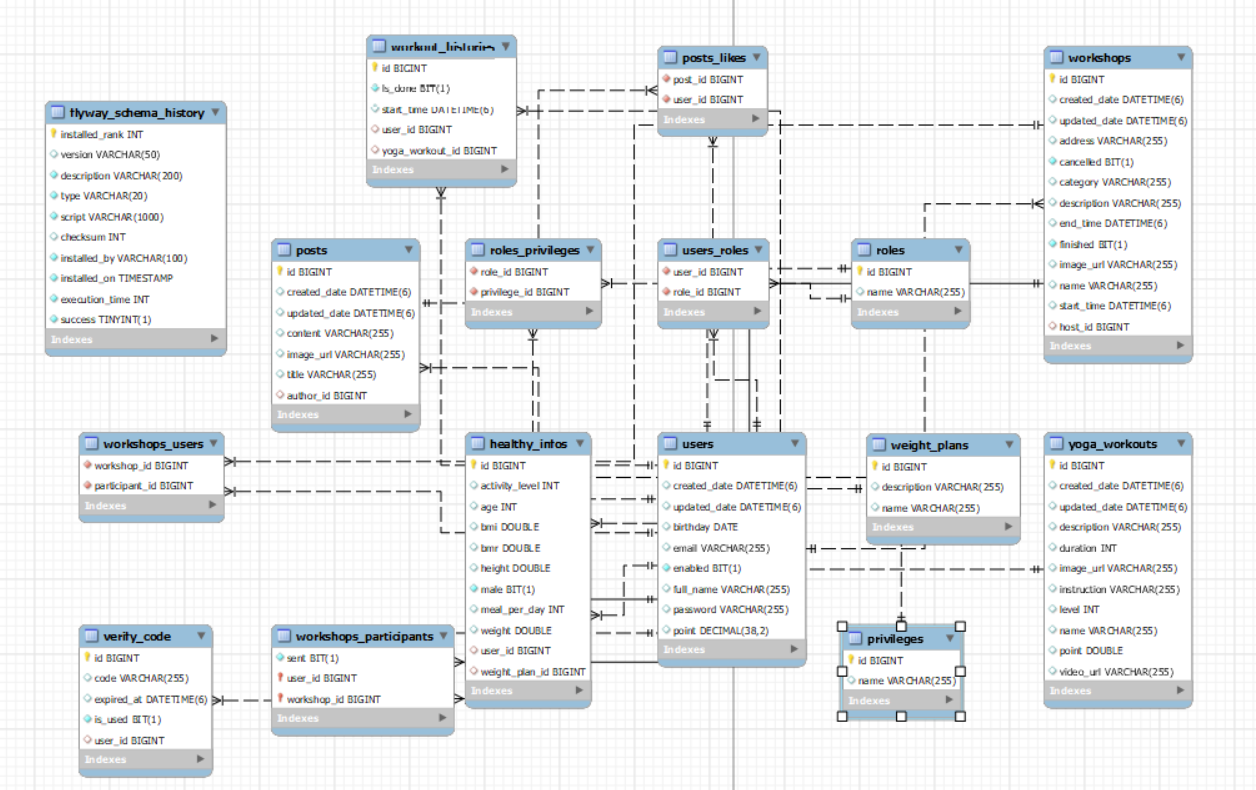 workout_histories
id BIGINT
is_done BIT(1)
start_time DATETIME(6)
user_id BIGINT
yoga_workout_id BIGINT
Indexes
posts_likes
post_id BIGINT
user_id BIGINT
Indexes
workshops
id BIGINT
created_date DATETIME(6)
updated_date DATETIME(6)
address VARCHAR(255)
cancelled BIT(1)
category VARCHAR(255)
description VARCHAR(255)
end_time DATETIME(6)
finished BIT(1)
image_url VARCHAR(255)
name VARCHAR(255)
start_time DATETIME(6)
host_id BIGINT
Indexes
flyway_schema_history
installed_rank INT
version VARCHAR(50)
description VARCHAR(200)
type VARCHAR(20)
script VARCHAR(1000)
checksum INT
installed_by VARCHAR(100)
installed_on TIMESTAMP
execution_time INT
success TINYINT(1)
Indexes
posts
id BIGINT
created_date DATETIME(6)
updated_date DATETIME(6)
content VARCHAR(255)
image_url VARCHAR(255)
title VARCHAR(255)
author_id BIGINT
Indexes
roles_privileges
role_id BIGINT
privilege_id BIGINT
Indexes
users_roles
user_id BIGINT
role_id BIGINT
Indexes
roles
id BIGINT
name VARCHAR(255)
Indexes
workshops_users
workshop_id BIGINT
participant_id BIGINT
Indexes
healthy_infos
id BIGINT
activity_level INT
age INT
bmi DOUBLE
bmr DOUBLE
height DOUBLE
male BIT(1)
meal_per_day INT
weight DOUBLE
user_id BIGINT
weight_plan_id BIGINT
Indexes
users
id BIGINT
created_date DATETIME(6)
updated_date DATETIME(6)
birthday DATE
email VARCHAR(255)
enabled BIT(1)
full_name VARCHAR(255)
password VARCHAR(255)
point DECIMAL(38,2)
Indexes
weight_plans
id BIGINT
description VARCHAR(255)
name VARCHAR(255)
Indexes
yoga_workouts
id BIGINT
created_date DATETIME(6)
updated_date DATETIME(6)
description VARCHAR(255)
duration INT
image_url VARCHAR(255)
instruction VARCHAR(255)
level INT
name VARCHAR(255)
point DOUBLE
video_url VARCHAR(255)
Indexes
verify_code
id BIGINT
code VARCHAR(255)
expired_at DATETIME(6)
is_used BIT(1)
user_id BIGINT
Indexes
workshops_participants
sent BIT(1)
user_id BIGINT
workshop_id BIGINT
Indexes
privileges
id BIGINT
name VARCHAR(255)
Indexes